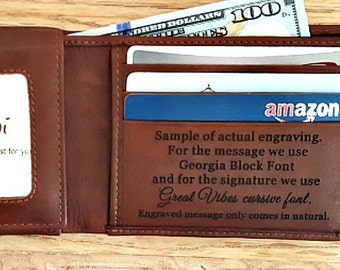 100
amazon
Sample of actual engraving.
For the message we use
Georgia Block Font
and for the signature we use
Great Vibes cursive font.
Engraved message only comes in natural.